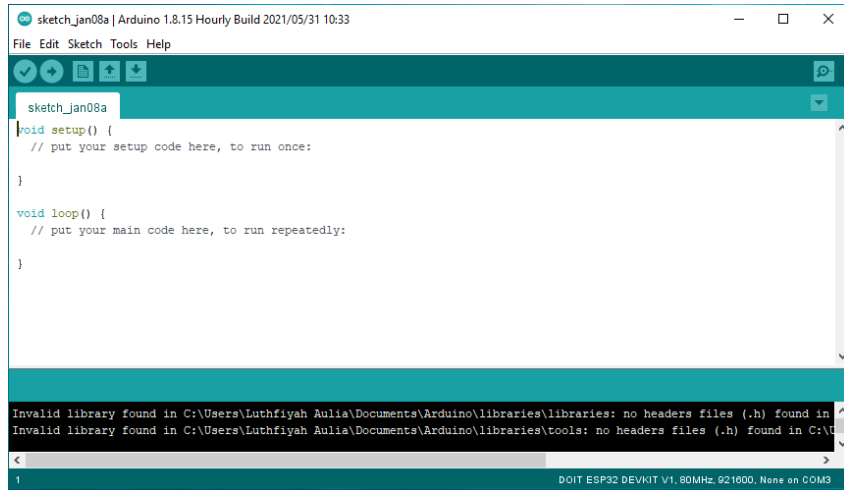 sketch_jan08a | Arduino 1.8.15 Hourly Build 2021/05/31 10:33
File Edit Sketch Tools Help
sketch_jan08a
void setup() {
// put your setup code here, to run once:
}
void loop() {
// put your main code here, to run repeatedly:
}
Invalid library found in C:\Users\Luthfiyah Aulia\Documents\Arduino\libraries\libraries: no headers files (.h) found in
Invalid library found in C:\Users\Luthfiyah Aulia\Documents\Arduino\libraries\tools: no headers files (.h) found in C:\U
1 DOIT ESP32 DEVKIT V1, 80MHz, 921600, None on COM3